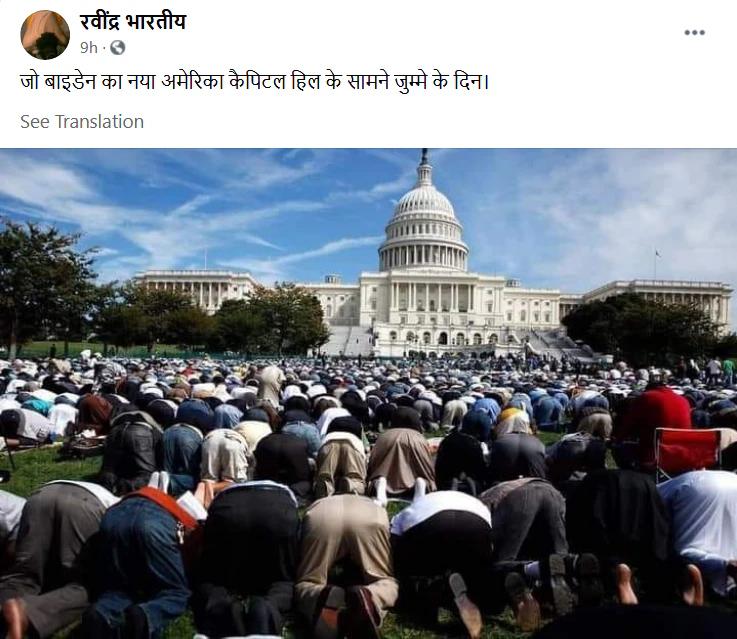 रवींद्र भारतीय
9h
जो बाइडेन का नया अमेरिका कैपिटल हिल के सामने जुम्मे के दिन।
See Translation